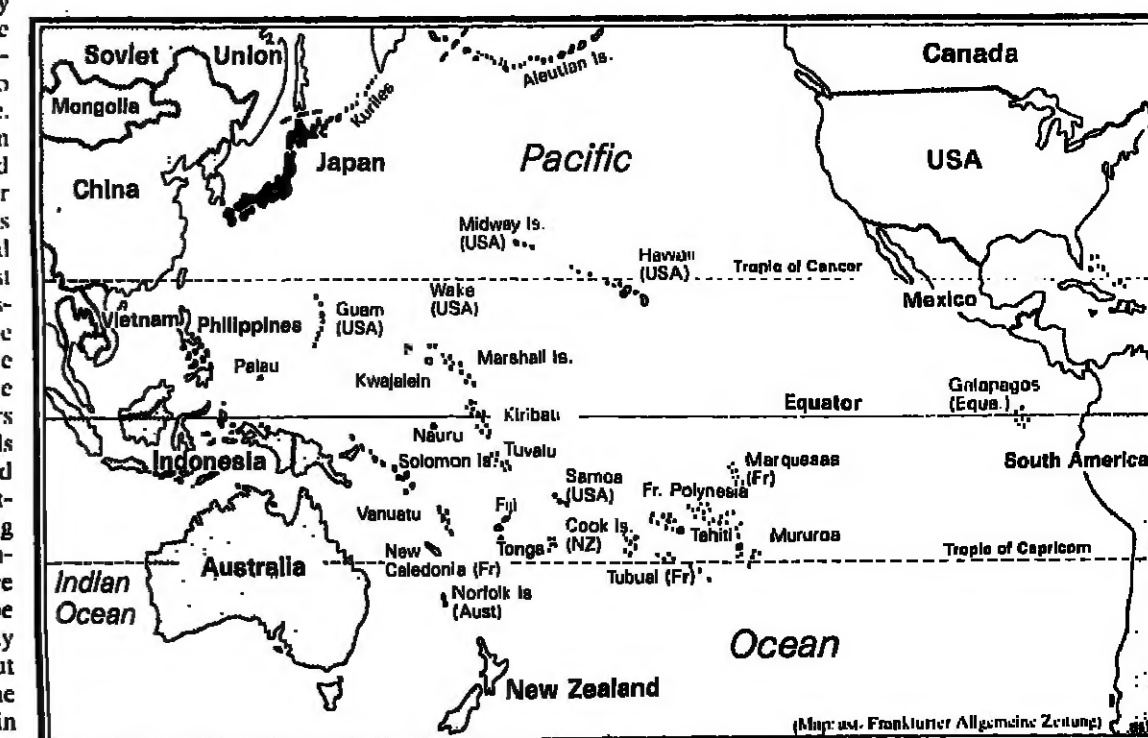 Soviet Union
Mongolia
China
Japan
Kuriles
Aleutian Is.
Canada
USA
Pacific
Midway Is.
(USA)
Hawaii
(USA)
Tropic of Cancer
Mexico
Vietnam
Philippines
Guam
(USA)
Wake
(USA)
Palau
Kwajalein
Marshall Is.
Equator
Galapagos
(Equa.)
Kiribati
Nauru
Indonesia
Solomon Is.
Tuvalu
Samoa
(USA)
Marquesas
(Fr)
South America
Vanuatu
Fiji
Fr. Polynesia
Cook Is
(NZ)
Tahiti
Mururoa
New
Caledonia (Fr)
Tonga
Tubual (Fr)
Tropic of Capricorn
Australia
Indian
Ocean
Norfolk Is
(Aust)
Ocean
New Zealand
(Map: ast- Frankfurter Allgemeine Zeitung)